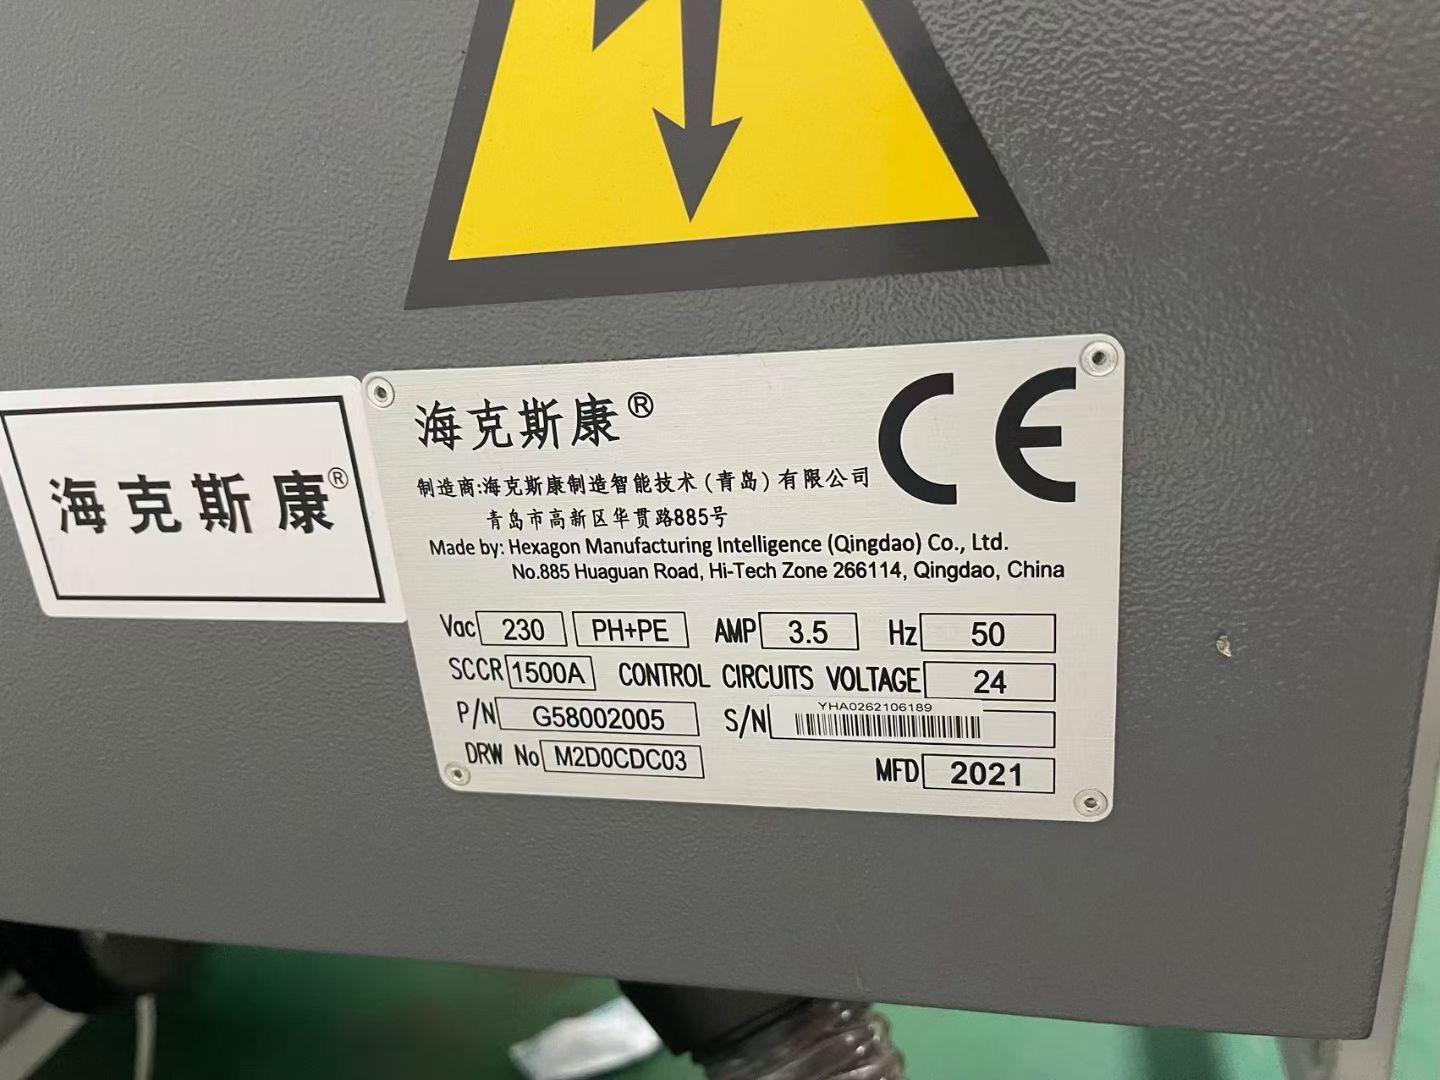 海克斯康®
海克斯康® CE
制造商:海克斯康制造智能技术(青岛)有限公司
青岛市高新区华贯路885号
Made by: Hexagon Manufacturing Intelligence (Qingdao) Co., Ltd.
No.885 Huaguan Road, Hi-Tech Zone 266114, Qingdao, China
Vac 230 PH+PE AMP 3.5 Hz 50
SCCR 1500A CONTROL CIRCUITS VOLTAGE 24
P/N G58002005 S/N YHA0262106189
DRW No M2D0CDC03 MFD 2021